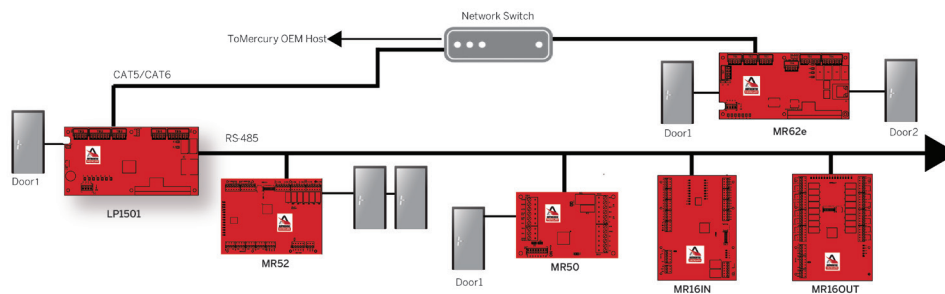 Network Switch
ToMercury OEM Host
CAT5/CAT6
Door1
MR62e
Door2
RS-485
Door1
LP1501
MR52
Door1
MR50
MR16IN
MR16OUT